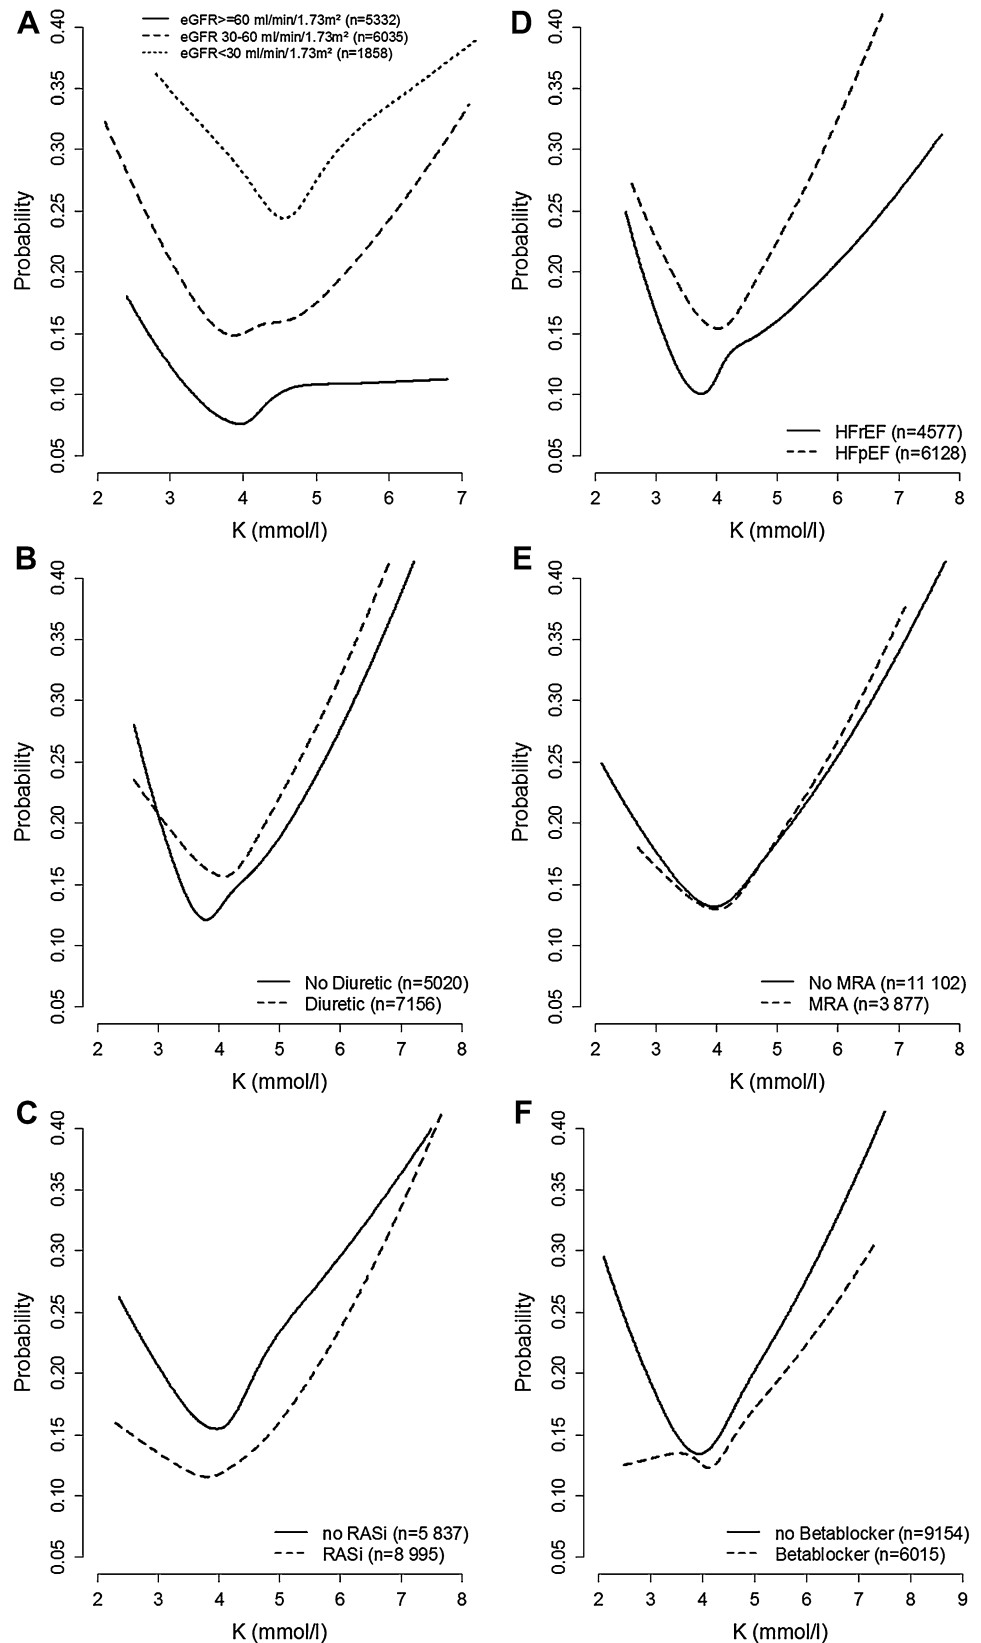 A
eGFR>=60 ml/min/1.73m² (n=5332)
eGFR 30-60 ml/min/1.73m² (n=6035)
eGFR<30 ml/min/1.73m² (n=1858)
Probability
0.40
0.35
0.30
0.25
0.20
0.15
0.10
0.05
2 3 4 5 6 7
K (mmol/l)
D
Probability
0.40
0.35
0.30
0.25
0.20
0.15
0.10
0.05
HFrEF (n=4577)
HFpEF (n=6128)
2 3 4 5 6 7 8
K (mmol/l)
B
Probability
0.40
0.35
0.30
0.25
0.20
0.15
0.10
0.05
No Diuretic (n=5020)
Diuretic (n=7156)
2 3 4 5 6 7 8
K (mmol/l)
E
Probability
0.40
0.35
0.30
0.25
0.20
0.15
0.10
0.05
No MRA (n=11 102)
MRA (n=3 877)
2 3 4 5 6 7 8
K (mmol/l)
C
Probability
0.40
0.35
0.30
0.25
0.20
0.15
0.10
0.05
no RASi (n=5 837)
RASi (n=8 995)
2 3 4 5 6 7 8
K (mmol/l)
F
Probability
0.40
0.35
0.30
0.25
0.20
0.15
0.10
0.05
no Betablocker (n=9154)
Betablocker (n=6015)
2 3 4 5 6 7 8 9
K (mmol/l)